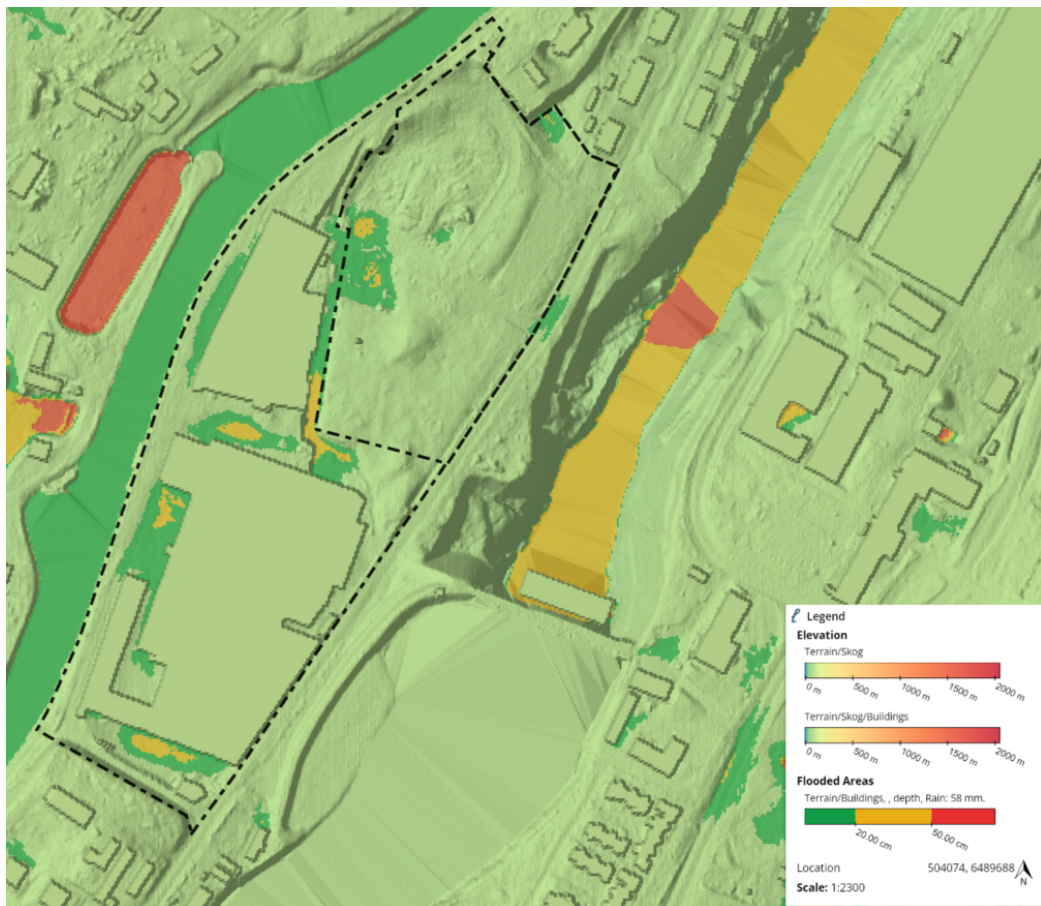 Legend
Elevation
Terrain/Skog
0 m 500 m 1000 m 1500 m 2000 m
Terrain/Skog/Buildings
0 m 500 m 1000 m 1500 m 2000 m
Flooded Areas
Terrain/Buildings, , depth, Rain: 58 mm.
20.00 cm 50.00 cm
Location 504074, 6489688
N
Scale: 1:2300